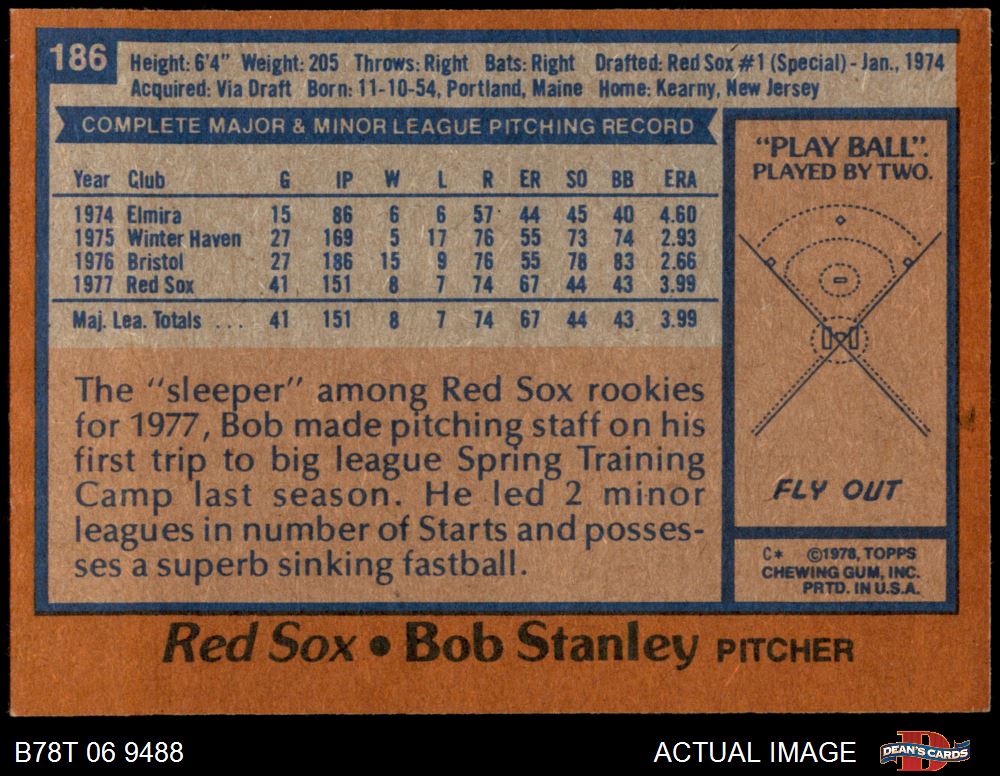 186
Height: 6'4" Weight: 205 Throws: Right Bats: Right Drafted: Red Sox #1 (Special) - Jan., 1974
Acquired: Via Draft Born: 11-10-54, Portland, Maine Home: Kearny, New Jersey
COMPLETE MAJOR & MINOR LEAGUE PITCHING RECORD
Year Club G IP W L R ER SO BB ERA
1974 Elmira 15 86 6 6 57 44 45 40 4.60
1975 Winter Haven 27 169 5 17 76 55 73 74 2.93
1976 Bristol 27 186 15 9 76 55 78 83 2.66
1977 Red Sox 41 151 8 7 74 67 44 43 3.99
Maj. Lea. Totals ... 41 151 8 7 74 67 44 43 3.99
The "sleeper" among Red Sox rookies
for 1977, Bob made pitching staff on his
first trip to big league Spring Training
Camp last season. He led 2 minor
leagues in number of Starts and posses-
ses a superb sinking fastball.
"PLAY BALL".
PLAYED BY TWO.
FLY OUT
C* ©1978, TOPPS
CHEWING GUM, INC.
PRTD. IN U.S.A.
Red Sox • Bob Stanley PITCHER
B78T 06 9488
ACTUAL IMAGE
DEAN'S CARDS